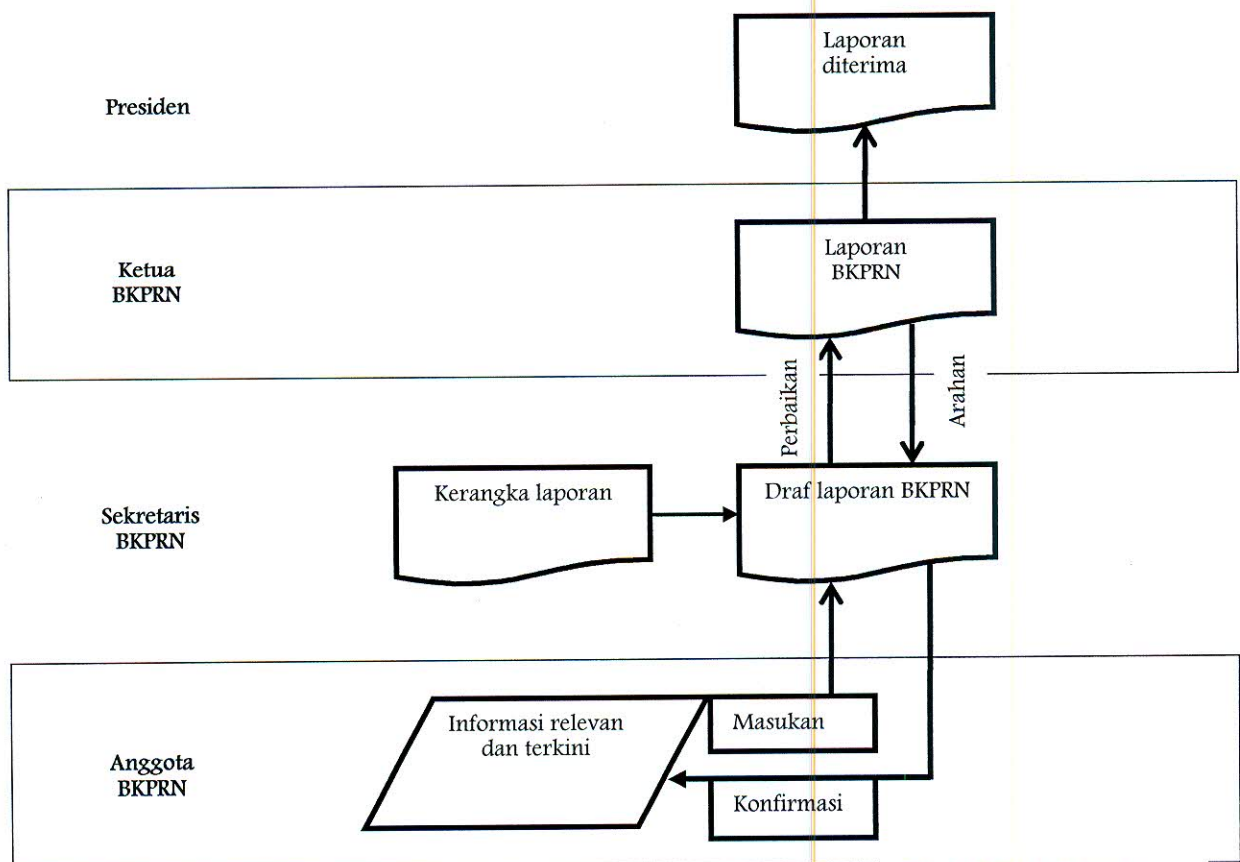 Laporan
diterima
Presiden
Ketua
BKPRN
Laporan
BKPRN
Perbaikan
Arahan
Sekretaris
BKPRN
Kerangka laporan
Draf laporan BKPRN
Anggota
BKPRN
Informasi relevan
dan terkini
Masukan
Konfirmasi